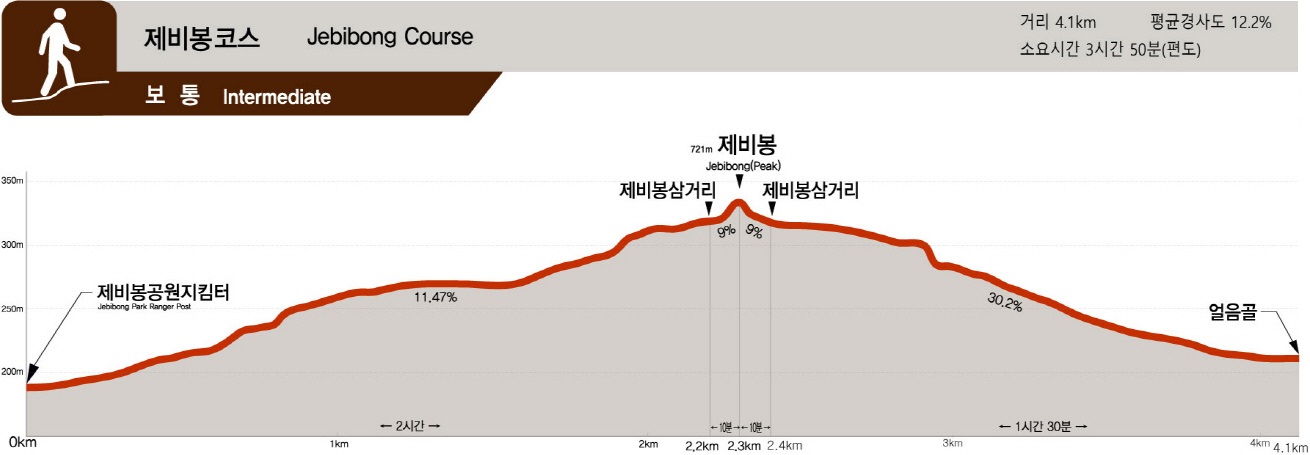 제비봉코스 Jebibong Course
거리 4.1km 평균경사도 12.2%
소요시간 3시간 50분(편도)
보 통 Intermediate
721m 제비봉
Jebibong(Peak)
제비봉삼거리 제비봉삼거리
350m
300m
250m
200m
9% 9%
제비봉공원지킴터
Jebibong Park Ranger Post
11.47%
30.2%
얼음골
← 2시간 →
←10분→
←10분→
← 1시간 30분 →
0km 1km 2km 2.2km 2.3km 2.4km 3km 4km 4.1km